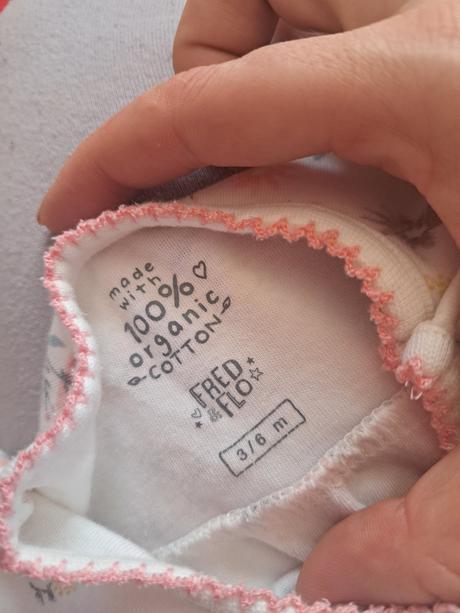 made
with
100%
organic
COTTON
FRED
& FLO
3/6 m